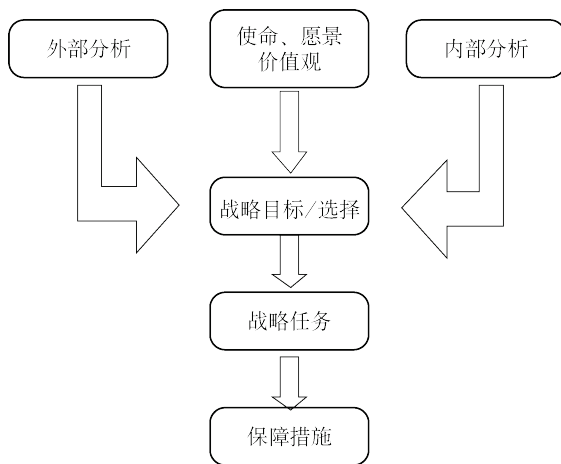 外部分析
使命、愿景
价值观
内部分析
战略目标/选择
战略任务
保障措施